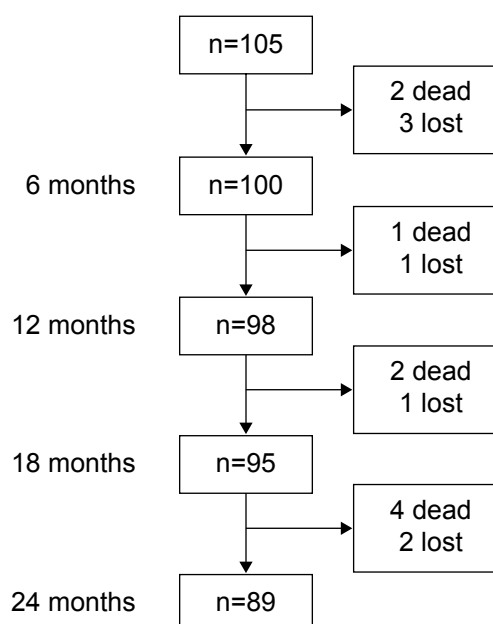 n=105
2 dead
3 lost
6 months
n=100
1 dead
1 lost
12 months
n=98
2 dead
1 lost
18 months
n=95
4 dead
2 lost
24 months
n=89